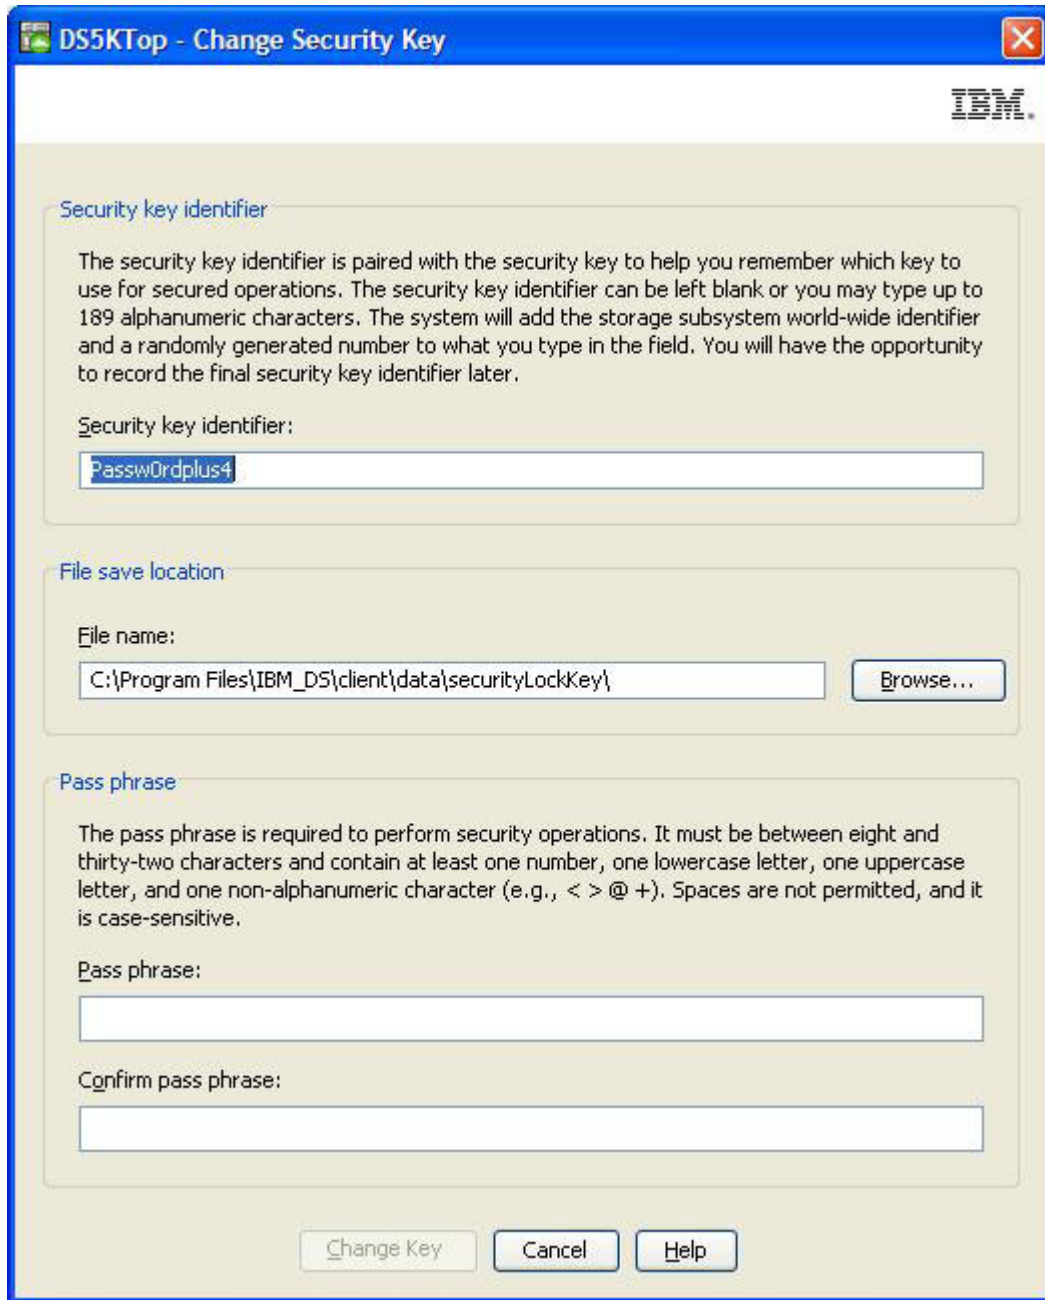 DS5KTop - Change Security Key
IBM.
Security key identifier
The security key identifier is paired with the security key to help you remember which key to
use for secured operations. The security key identifier can be left blank or you may type up to
189 alphanumeric characters. The system will add the storage subsystem world-wide identifier
and a randomly generated number to what you type in the field. You will have the opportunity
to record the final security key identifier later.
Security key identifier:
Passw0rdplus4
File save location
File name:
C:\Program Files\IBM_DS\client\data\securityLockKey\
Browse...
Pass phrase
The pass phrase is required to perform security operations. It must be between eight and
thirty-two characters and contain at least one number, one lowercase letter, one uppercase
letter, and one non-alphanumeric character (e.g., < > @ +). Spaces are not permitted, and it
is case-sensitive.
Pass phrase:
Confirm pass phrase:
Change Key
Cancel
Help